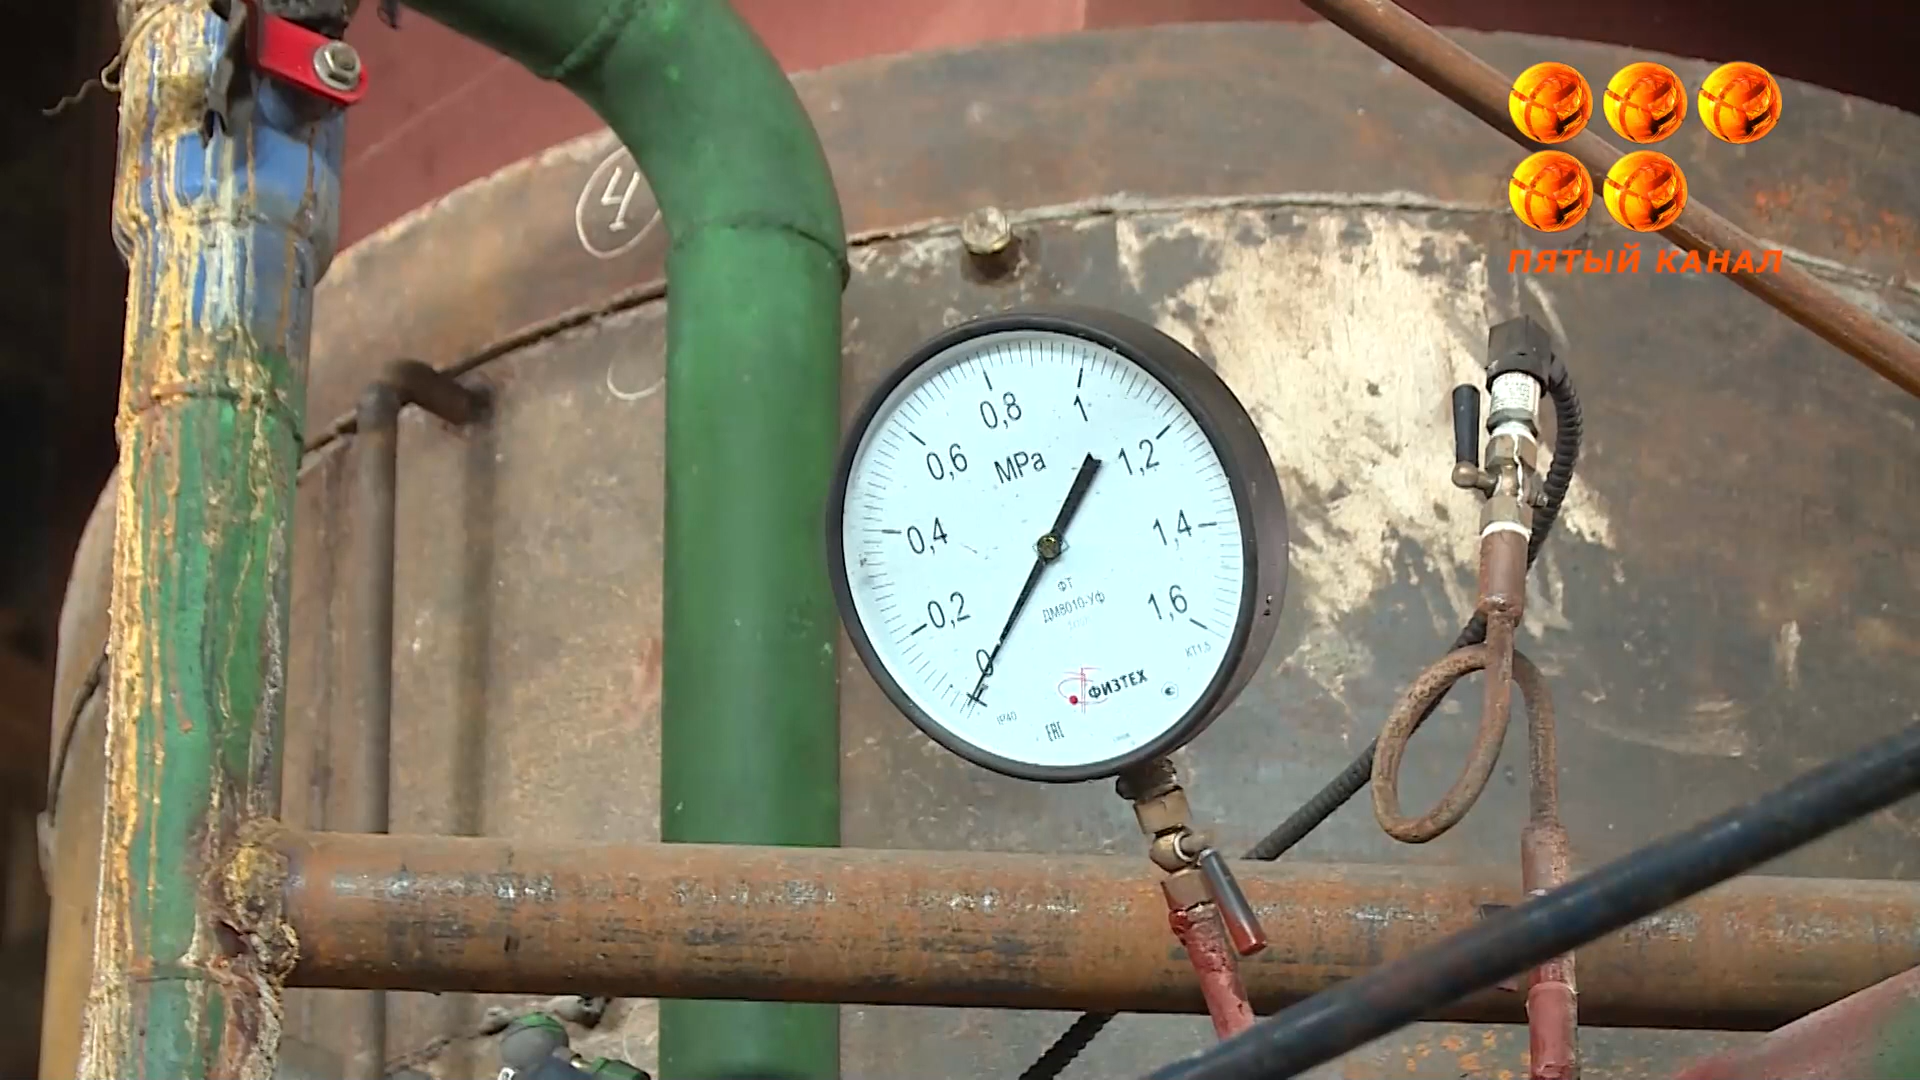 4
ПЯТЫЙ КАНАЛ
0,8
1
0,6
MPa
1,2
0,4
1,4
0,2
ФТ
ДМ8010-Уф
1,6
0
КТ1,5
ФИЗТЕХ
IP40
ЕАС